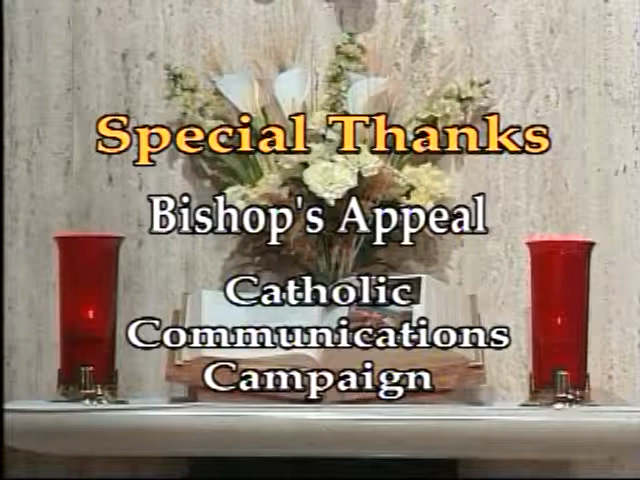 Special Thanks
Bishop's Appeal
Catholic
Communications
Campaign